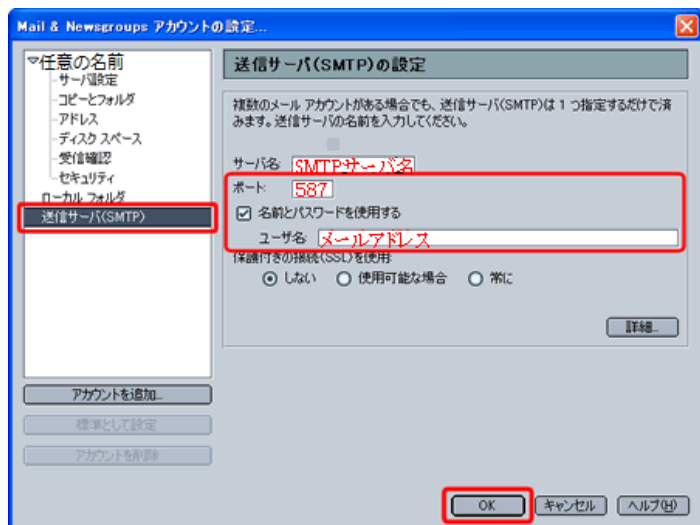 Mail & Newsgroups アカウントの設定...
任意の名前
サーバ設定
コピーとフォルダ
アドレス
ディスク スペース
受信確認
セキュリティ
ローカル フォルダ
送信サーバ(SMTP)
アカウントを追加...
標準として設定
アカウントを削除
送信サーバ(SMTP)の設定
複数のメール アカウントがある場合でも、送信サーバ(SMTP)は 1 つ指定するだけで済
みます。送信サーバの名前を入力してください。
サーバ名: SMTPサーバ名
ポート: 587
名前とパスワードを使用する
ユーザ名: メールアドレス
保護付きの接続(SSL)を使用:
しない 使用可能な場合 常に
詳細...
OK キャンセル ヘルプ(H)